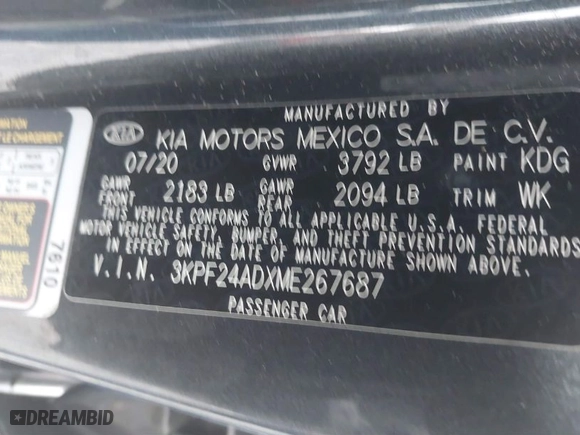 MANUFACTURED BY
KIA KIA MOTORS MEXICO S.A. DE C.V.
07/20 GVWR 3792 LB PAINT KDG
GAWR FRONT 2183 LB GAWR REAR 2094 LB TRIM WK
THIS VEHICLE CONFORMS TO ALL APPLICABLE U.S.A. FEDERAL
MOTOR VEHICLE SAFETY, BUMPER, AND THEFT PREVENTION STANDARDS
IN EFFECT ON THE DATE OF MANUFACTURE SHOWN ABOVE.
V.I.N. 3KPF24ADXME267687
PASSENGER CAR
7610
DREAMBID